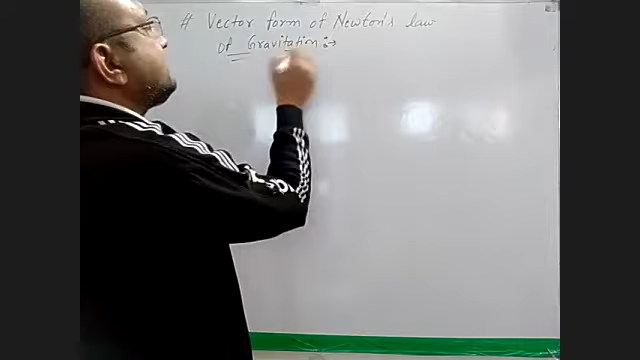 # Vector form of Newton's law
of Gravitation :→